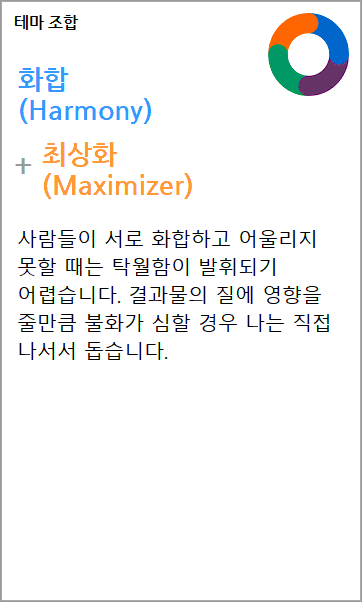 테마 조합
화합
(Harmony)
+ 최상화
(Maximizer)
사람들이 서로 화합하고 어울리지
못할 때는 탁월함이 발휘되기
어렵습니다. 결과물의 질에 영향을
줄만큼 불화가 심할 경우 나는 직접
나서서 돕습니다.